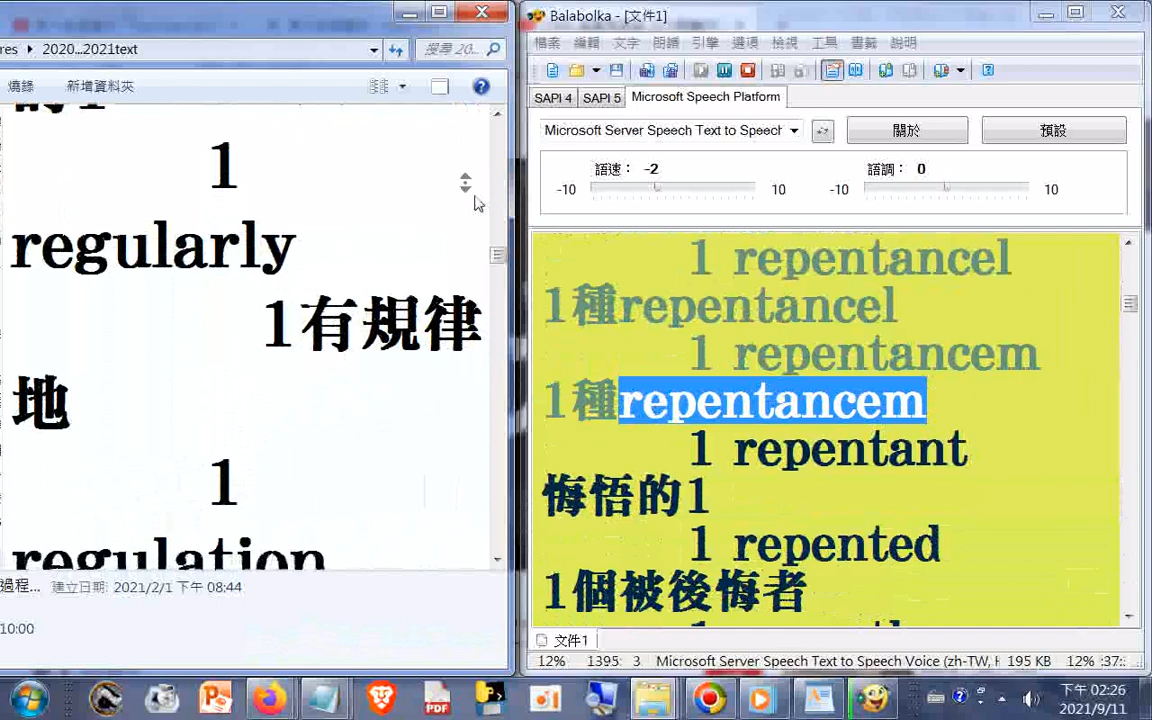 res ▸ 2020...2021text
搜尋 20...
燒錄 新增資料夾
的1
1
regularly
1有規律
地
1
regulation
過程... 建立日期: 2021/2/1 下午 08:44
10:00
Balabolka - [文件1]
檔案 編輯 文字 朗讀 引擎 選項 檢視 工具 書籤 說明
SAPI 4 SAPI 5 Microsoft Speech Platform
Microsoft Server Speech Text to Speech
關於 預設
語速： -2 語調： 0
-10 10 -10 10
1 repentancel
1種repentancel
1 repentancem
1種repentancem
1 repentant
悔悟的1
1 repented
1個被後悔者
文件1
12% 1395: 3 Microsoft Server Speech Text to Speech Voice (zh-TW, 195 KB 12% :37:
下午 02:26
2021/9/11